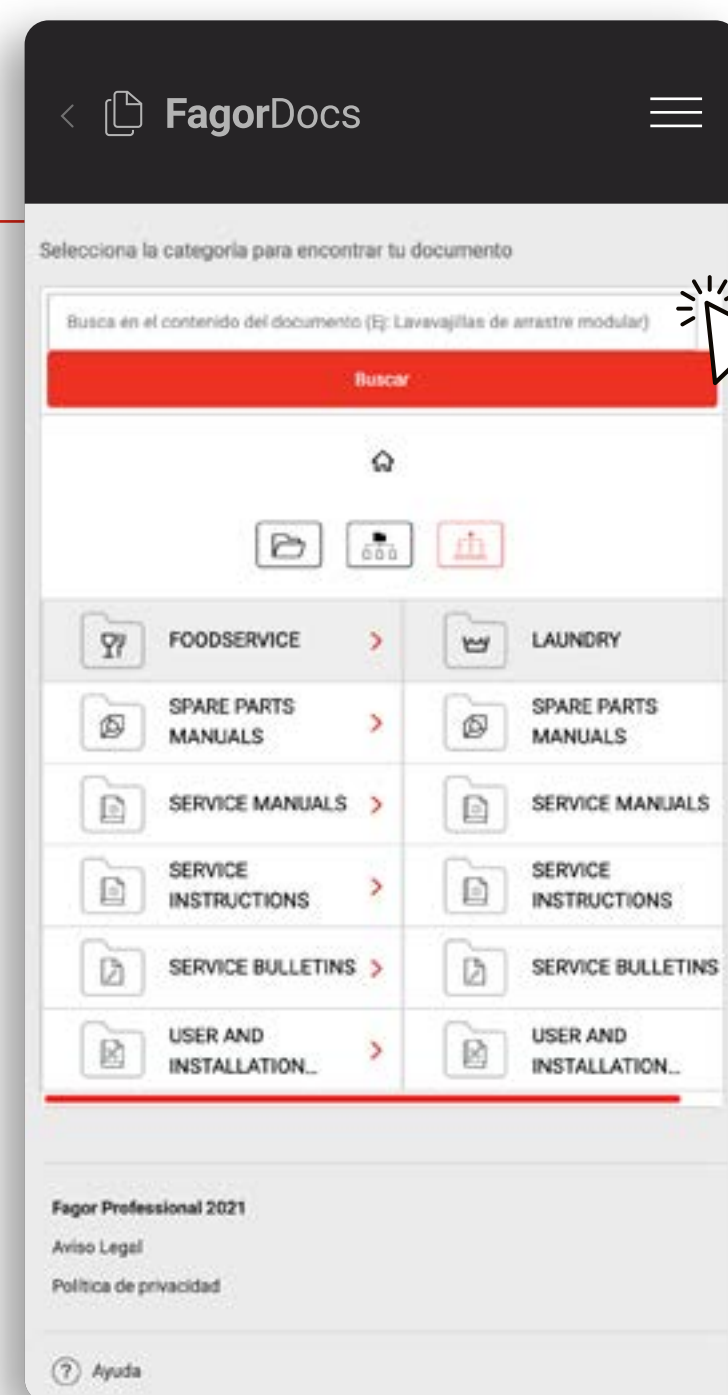 FagorDocs
Selecciona la categoría para encontrar tu documento
Busca en el contenido del documento (Ej: Lavavajillas de arrastre modular)
Buscar
FOODSERVICE
LAUNDRY
SPARE PARTS
MANUALS
SPARE PARTS
MANUALS
SERVICE MANUALS
SERVICE MANUALS
SERVICE
INSTRUCTIONS
SERVICE
INSTRUCTIONS
SERVICE BULLETINS
SERVICE BULLETINS
USER AND
INSTALLATION...
USER AND
INSTALLATION...
Fagor Professional 2021
Aviso Legal
Política de privacidad
? Ayuda